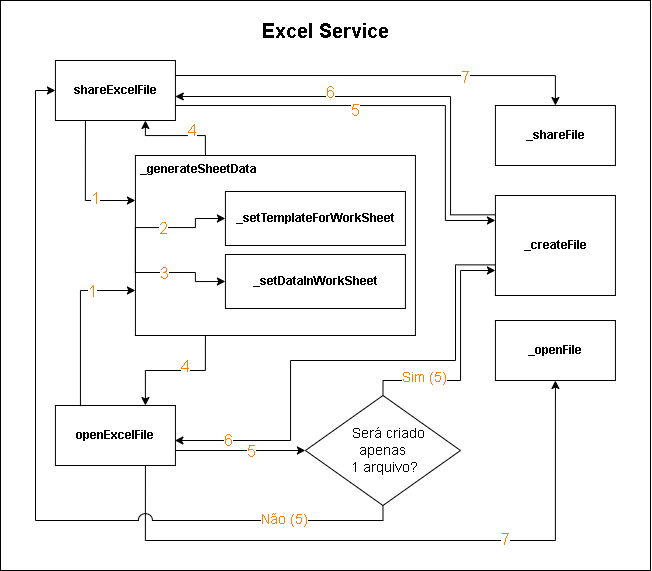 Excel Service
shareExcelFile
7
6
5
_shareFile
4
_generateSheetData
1
2
_setTemplateForWorkSheet
_createFile
3
_setDataInWorkSheet
1
_openFile
4
Sim (5)
openExcelFile
6
5
Será criado
apenas
1 arquivo?
Não (5)
7